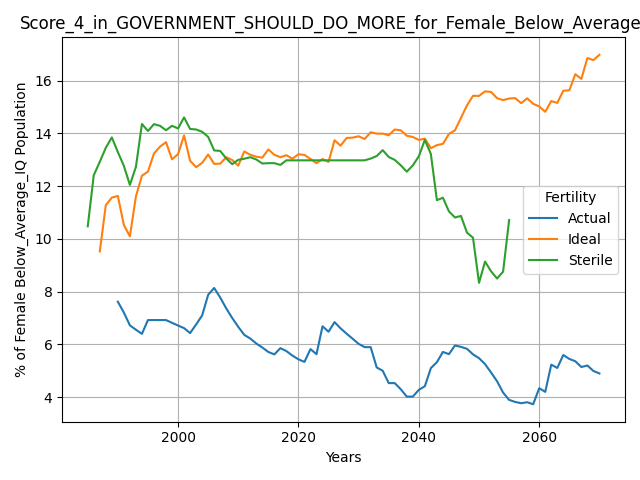 Score_4_in_GOVERNMENT_SHOULD_DO_MORE_for_Female_Below_Average
% of Female Below_Average_IQ Population
16
14
12
10
8
6
4
Fertility
Actual
Ideal
Sterile
2000
2020
2040
2060
Years